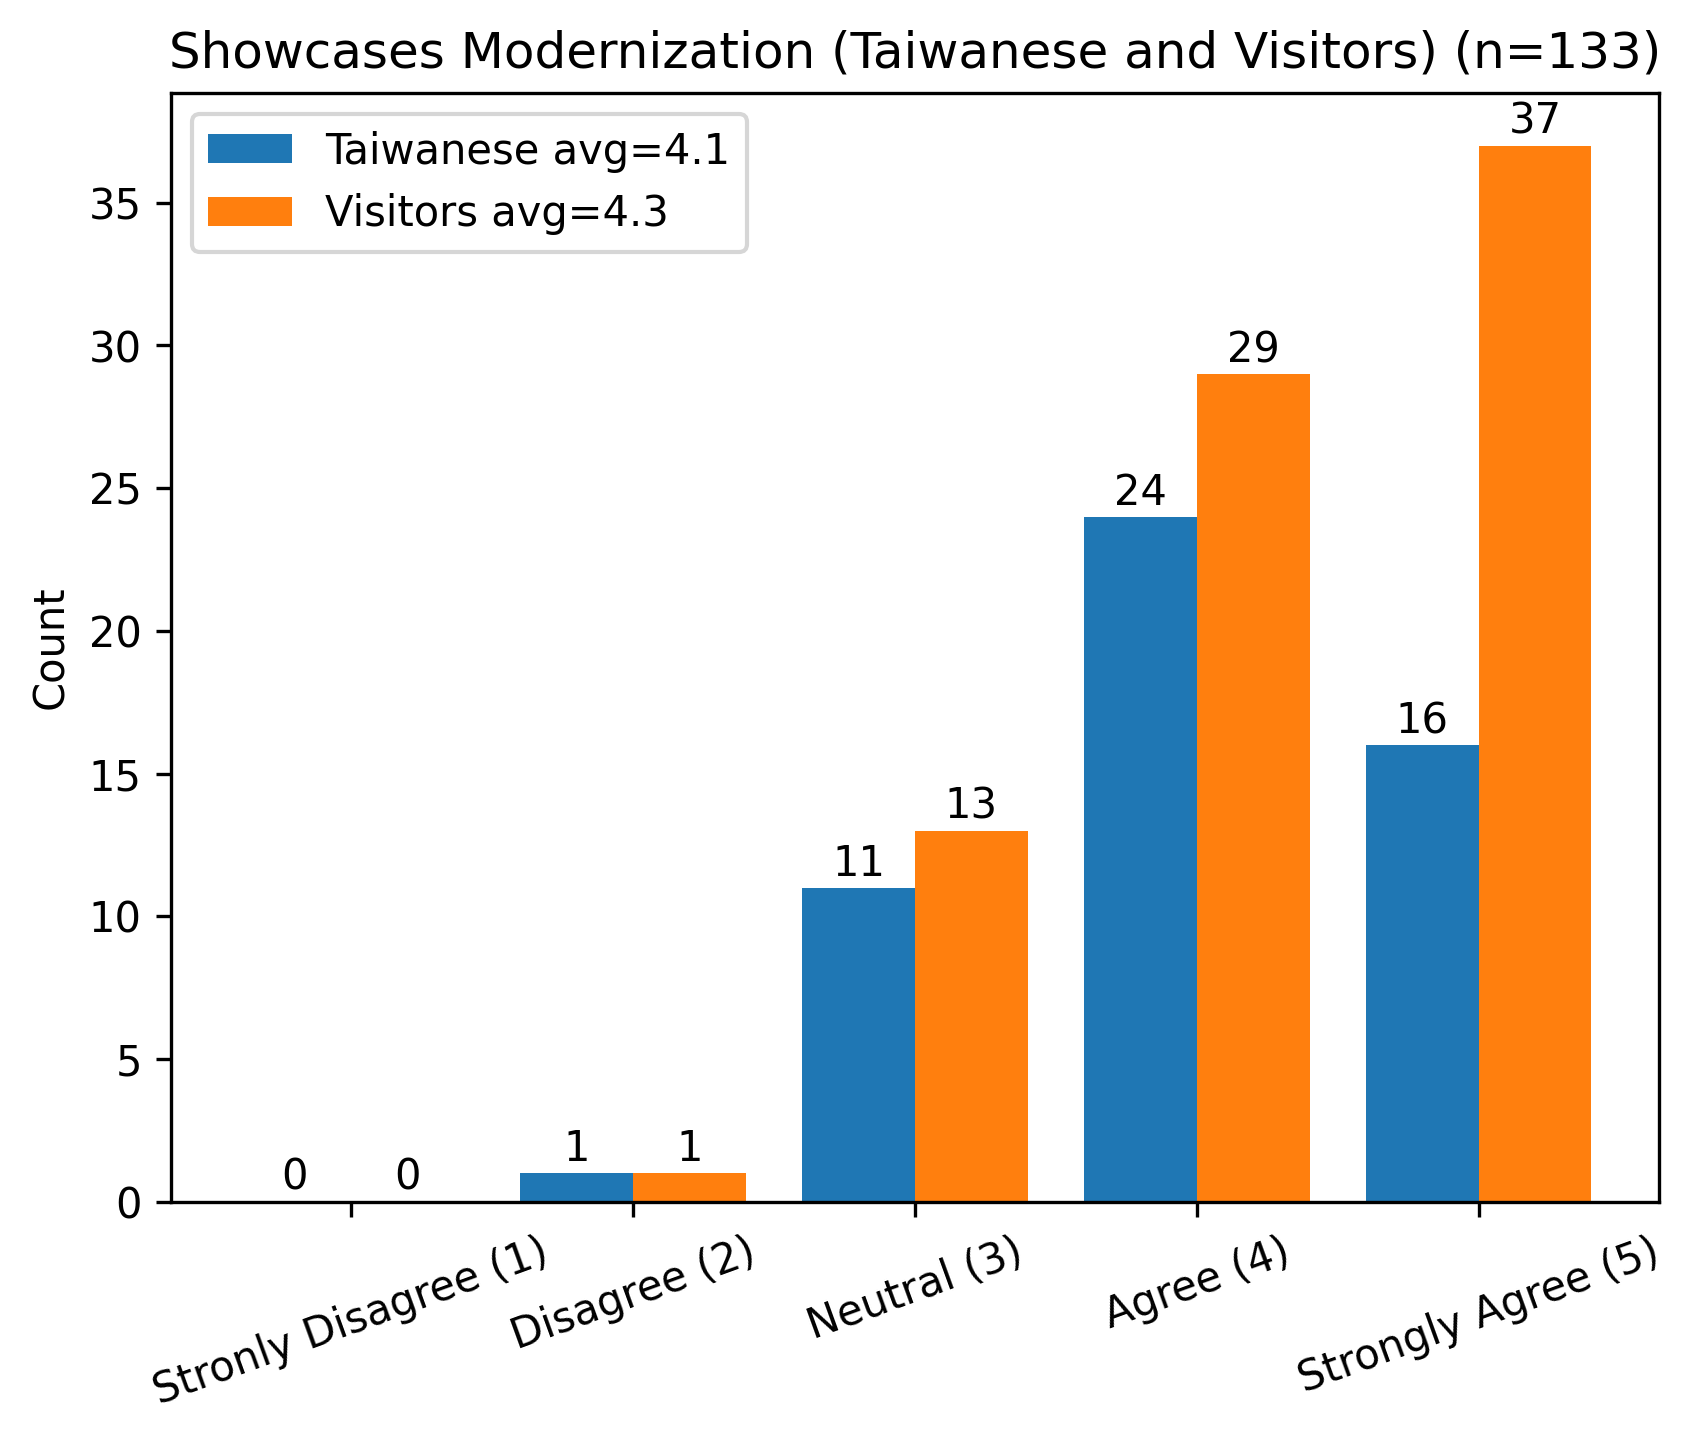 Showcases Modernization (Taiwanese and Visitors) (n=133)
Taiwanese avg=4.1
Visitors avg=4.3
Count
35
30
25
20
15
10
5
0
0
0
1
1
11
13
24
29
16
37
Stronly Disagree (1)
Disagree (2)
Neutral (3)
Agree (4)
Strongly Agree (5)